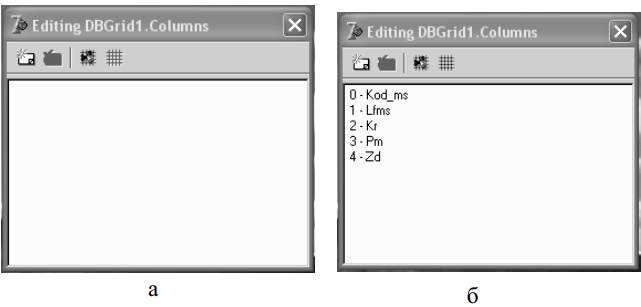 Editing DBGrid1.Columns
Editing DBGrid1.Columns
0 - Kod_ms
1 - Lfms
2 - Kr
3 - Pm
4 - Zd
а
б